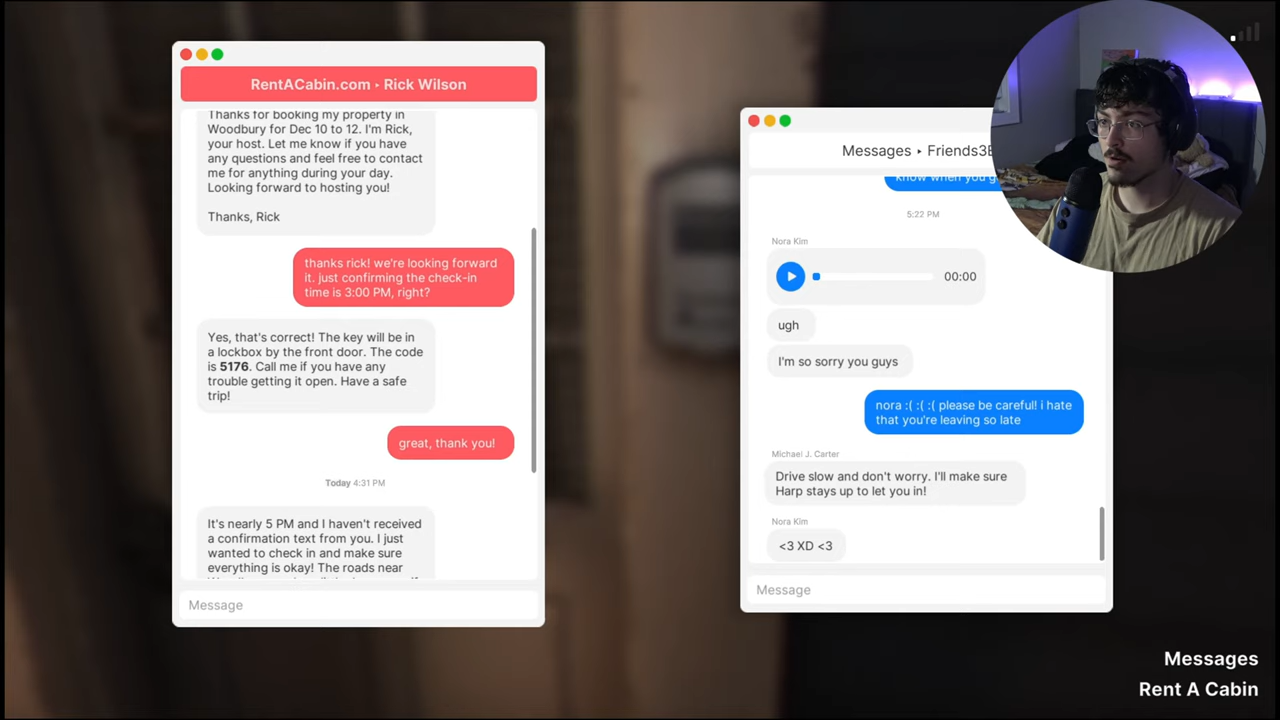 RentACabin.com ▸ Rick Wilson
Thanks for booking my property in
Woodbury for Dec 10 to 12. I'm Rick,
your host. Let me know if you have
any questions and feel free to contact
me for anything during your day.
Looking forward to hosting you!
Thanks, Rick
thanks rick! we're looking forward
it. just confirming the check-in
time is 3:00 PM, right?
Yes, that's correct! The key will be in
a lockbox by the front door. The code
is 5176. Call me if you have any
trouble getting it open. Have a safe
trip!
great, thank you!
Today 4:31 PM
It's nearly 5 PM and I haven't received
a confirmation text from you. I just
wanted to check in and make sure
everything is okay! The roads near
Message
Messages ▸ Friends3
know when you
5:22 PM
Nora Kim
00:00
ugh
I'm so sorry you guys
nora :( :( :( please be careful! i hate
that you're leaving so late
Michael J. Carter
Drive slow and don't worry. I'll make sure
Harp stays up to let you in!
Nora Kim
<3 XD <3
Message
Messages
Rent A Cabin